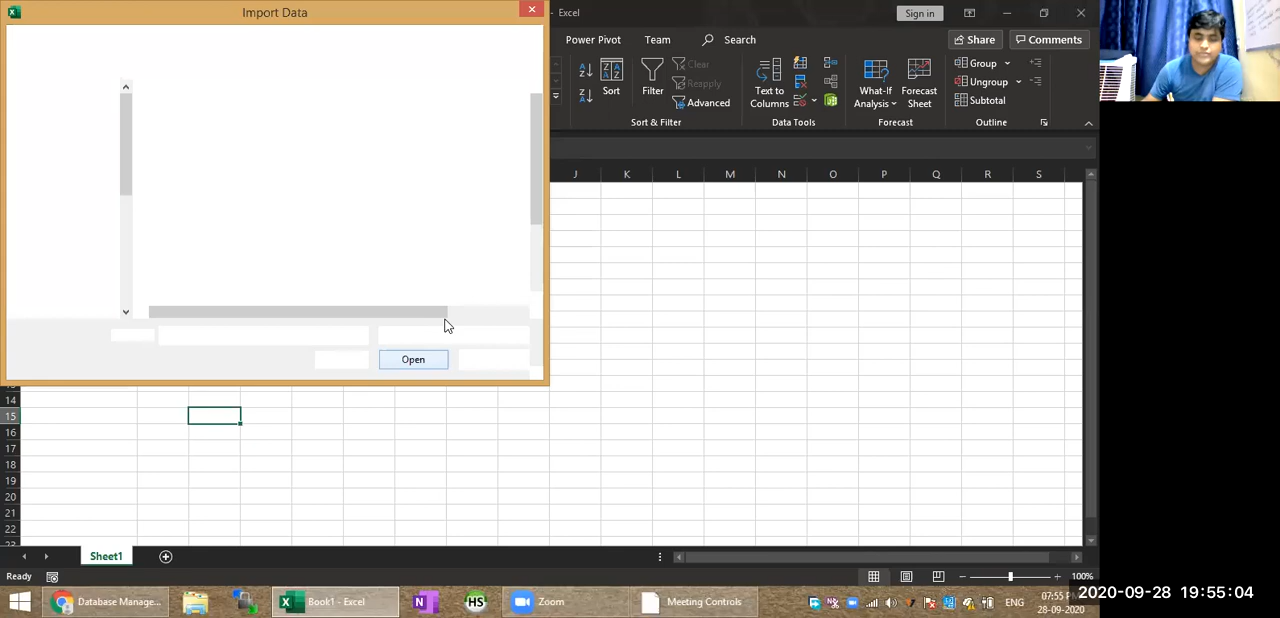 Import Data
- Excel
Sign in
Power Pivot
Team
Search
Share
Comments
Sort
Filter
Clear
Reapply
Advanced
Text to
Columns
What-If
Analysis
Forecast
Sheet
Group
Ungroup
Subtotal
Sort & Filter
Data Tools
Forecast
Outline
J K L M N O P Q R S
Open
14
15
16
17
18
19
20
21
22
Sheet1
Ready
100%
Database Manage...
Book1 - Excel
HS
Zoom
Meeting Controls
ENG
07:55 PM
28-09-2020
2020-09-28 19:55:04